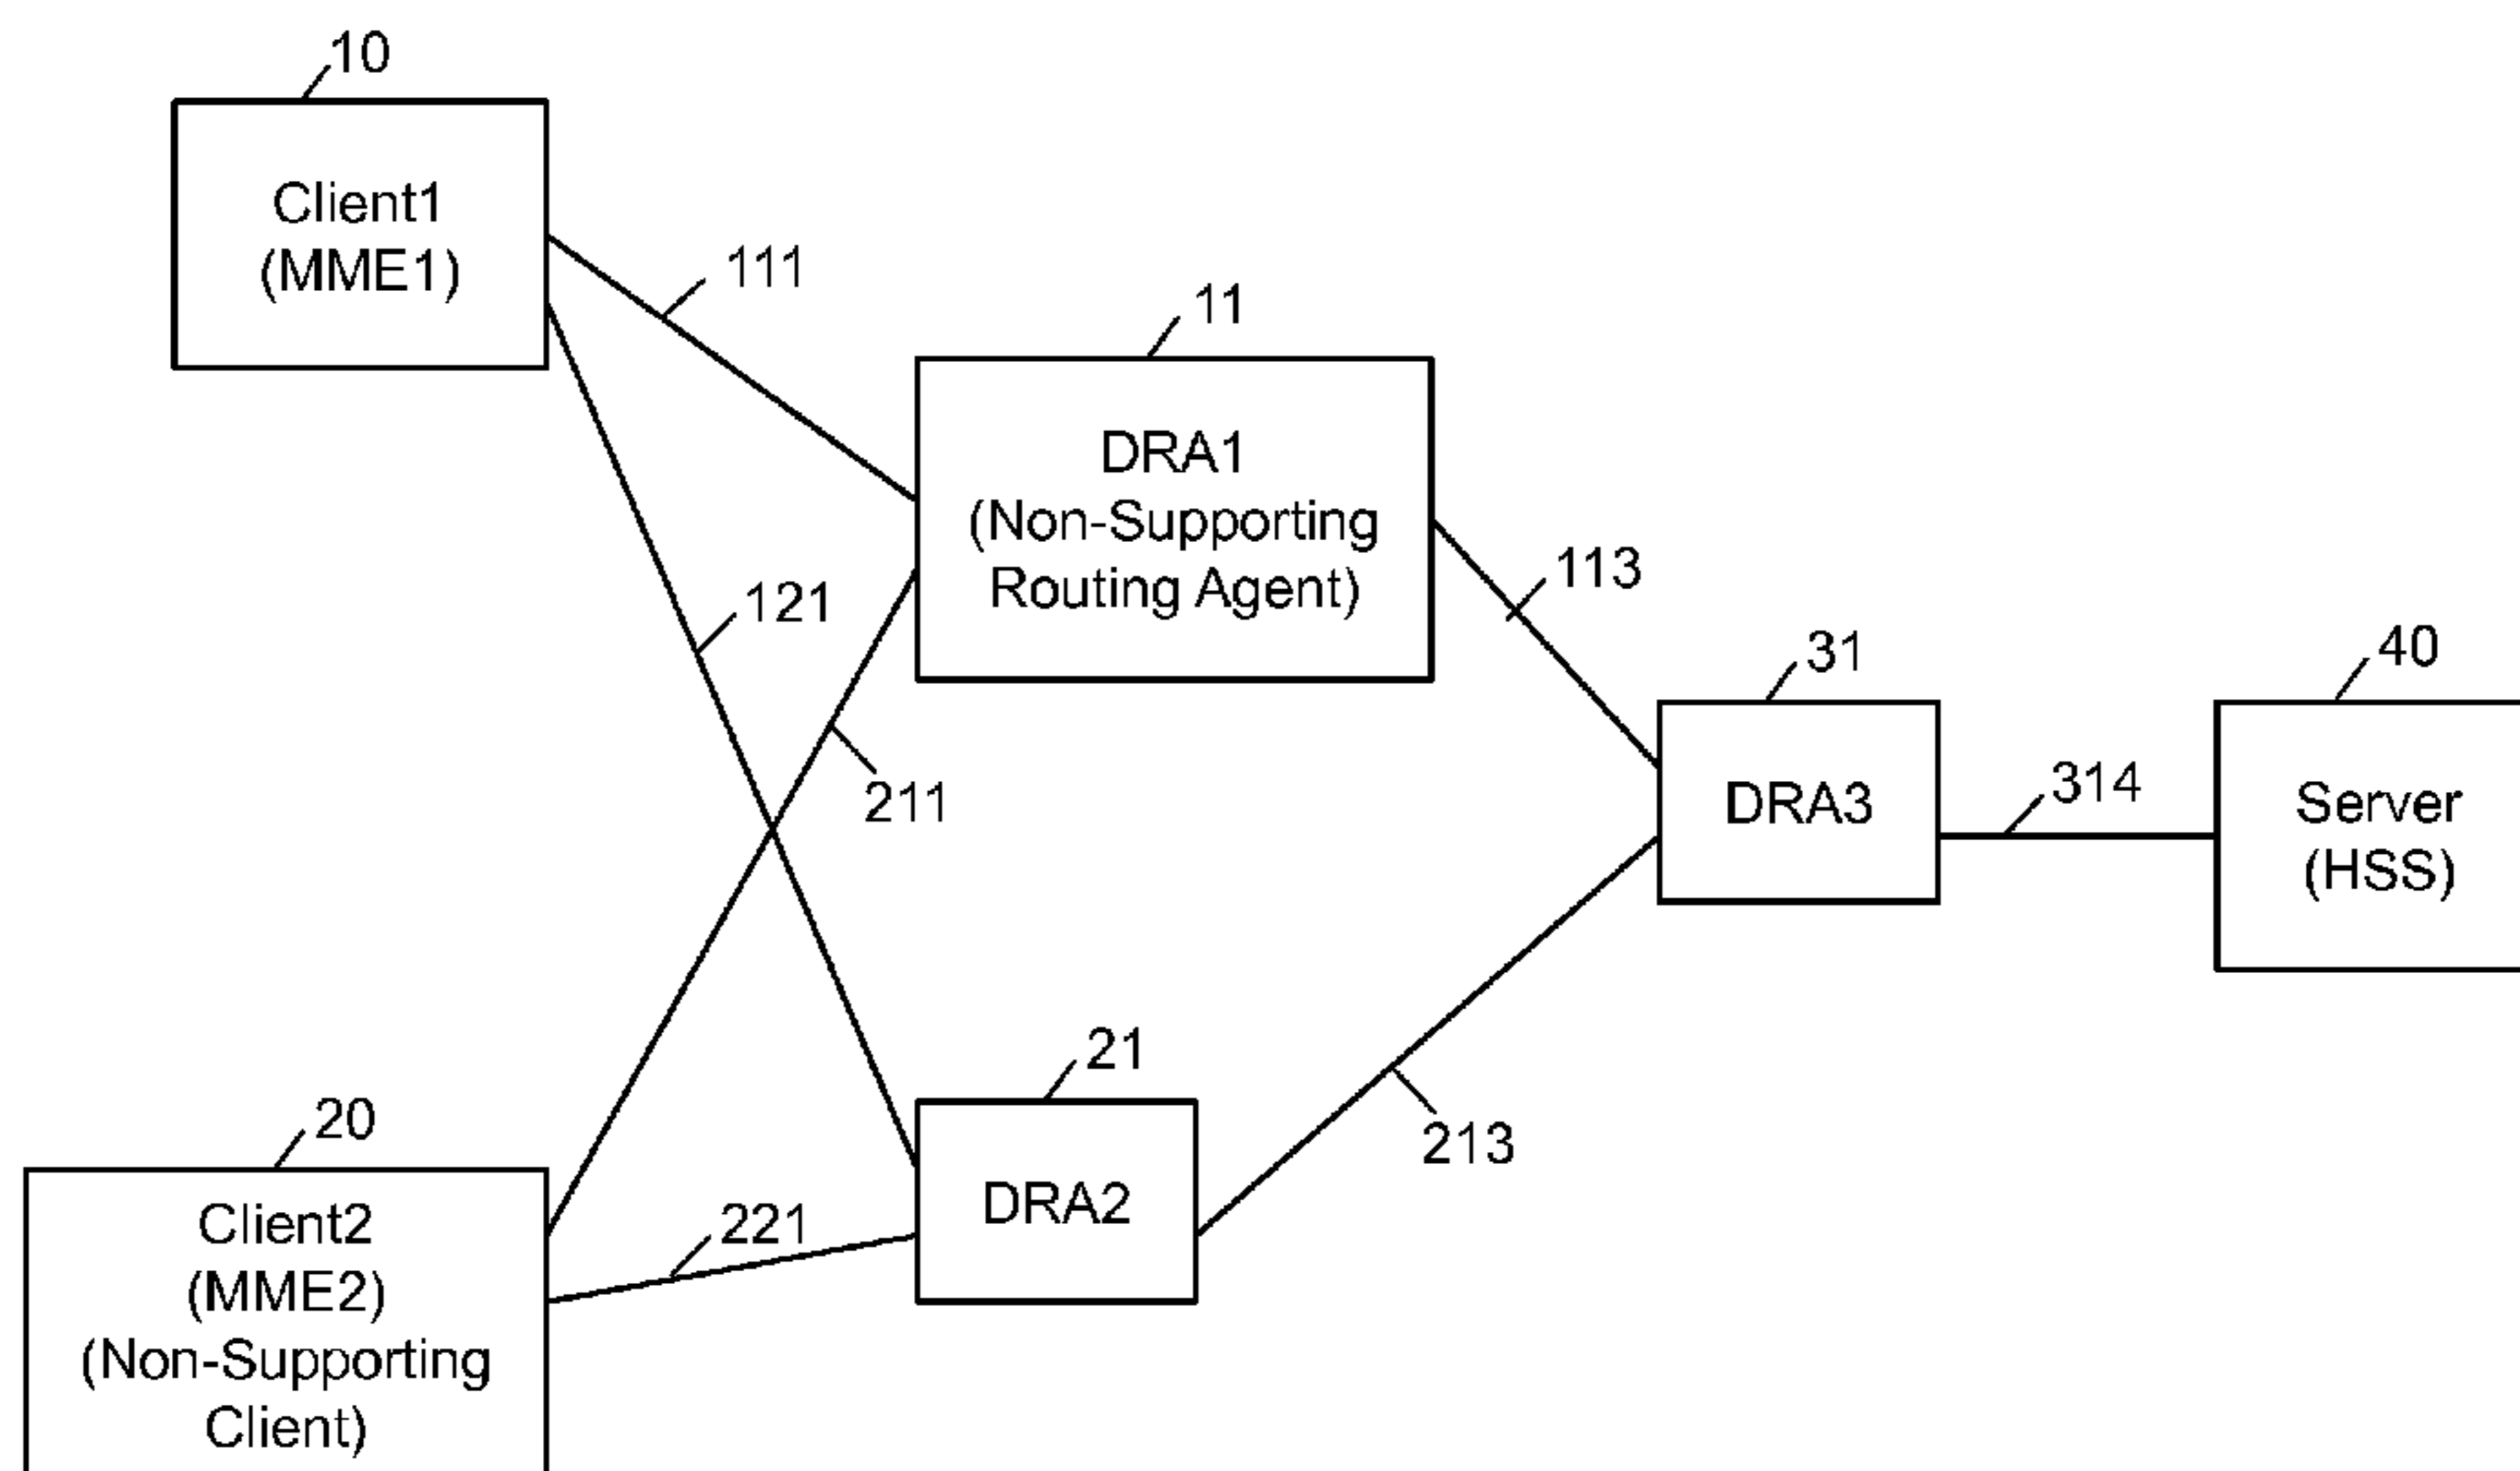 10
Client1
(MME1)
111
11
DRA1
(Non-Supporting
Routing Agent)
121
211
113
31
DRA3
314
40
Server
(HSS)
21
DRA2
213
20
Client2
(MME2)
(Non-Supporting
Client)
221